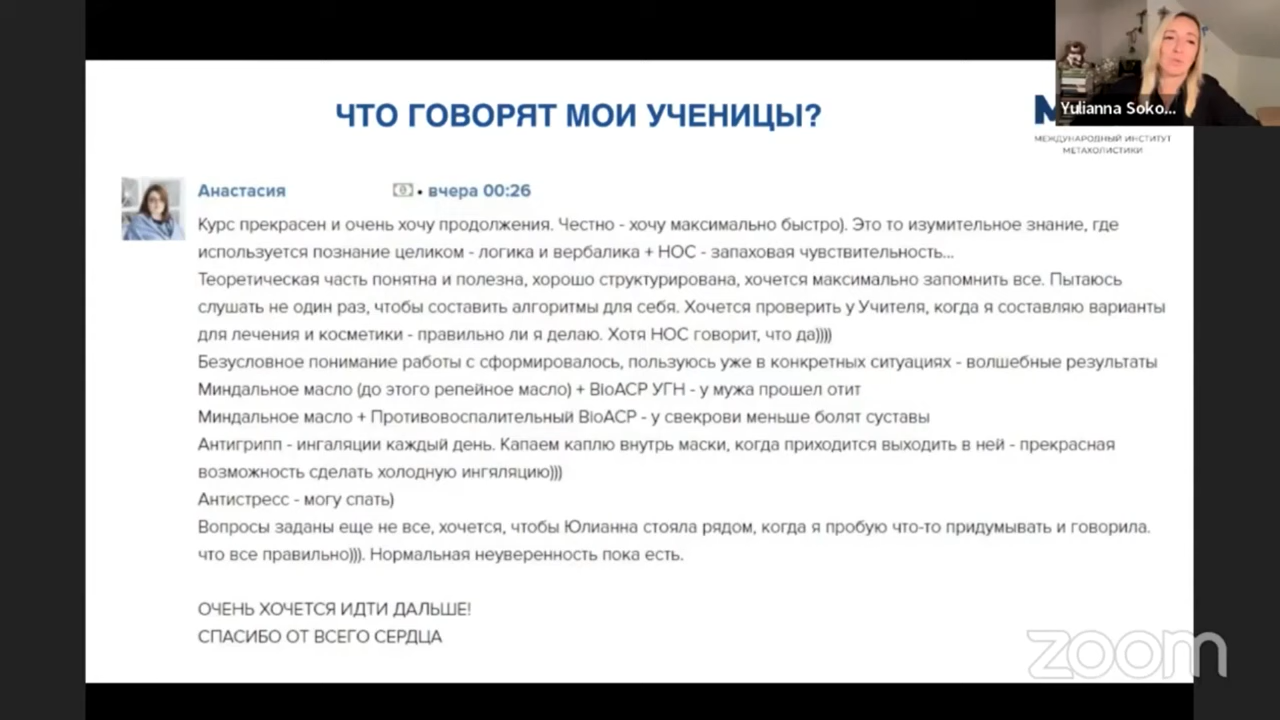 ЧТО ГОВОРЯТ МОИ УЧЕНИЦЫ?
Yulianna Soko...
МЕЖДУНАРОДНЫЙ ИНСТИТУТ
МЕТАХОЛИСТИКИ
Анастасия • вчера 00:26
Курс прекрасен и очень хочу продолжения. Честно - хочу максимально быстро). Это то изумительное знание, где
используется познание целиком - логика и вербалика + НОС - запаховая чувствительность...
Теоретическая часть понятна и полезна, хорошо структурирована, хочется максимально запомнить все. Пытаюсь
слушать не один раз, чтобы составить алгоритмы для себя. Хочется проверить у Учителя, когда я составляю варианты
для лечения и косметики - правильно ли я делаю. Хотя НОС говорит, что да))))
Безусловное понимание работы с сформировалось, пользуюсь уже в конкретных ситуациях - волшебные результаты
Миндальное масло (до этого репейное масло) + BioACP УГН - у мужа прошел отит
Миндальное масло + Противовоспалительный BioACP - у свекрови меньше болят суставы
Антигрипп - ингаляции каждый день. Капаем каплю внутрь маски, когда приходится выходить в ней - прекрасная
возможность сделать холодную ингяляцию)))
Антистресс - могу спать)
Вопросы заданы еще не все, хочется, чтобы Юлианна стояла рядом, когда я пробую что-то придумывать и говорила.
что все правильно))). Нормальная неуверенность пока есть.
ОЧЕНЬ ХОЧЕТСЯ ИДТИ ДАЛЬШЕ!
СПАСИБО ОТ ВСЕГО СЕРДЦА
zoom